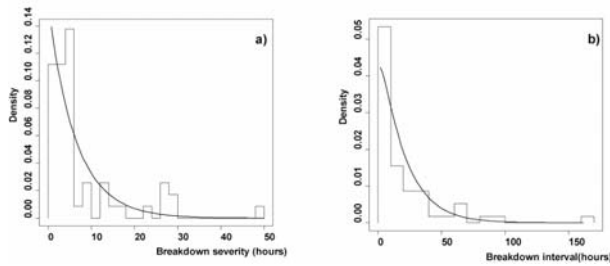 a)
Density
0.00 0.02 0.04 0.06 0.08 0.10 0.12 0.14
0 10 20 30 40 50
Breakdown severity (hours)
b)
Density
0.00 0.01 0.02 0.03 0.04 0.05
0 50 100 150
Breakdown interval(hours)